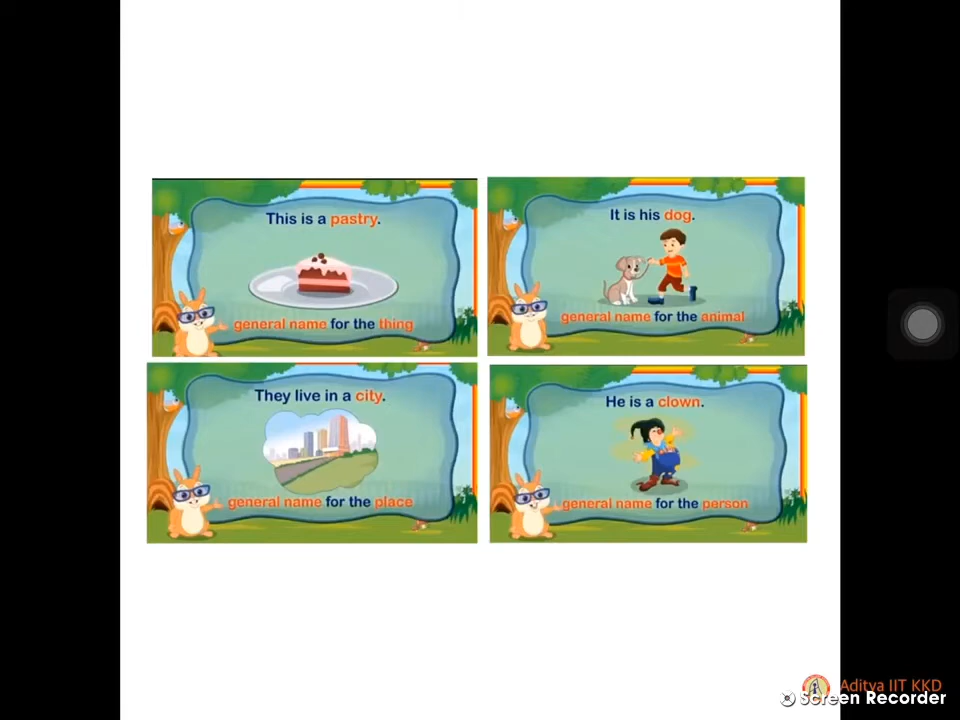 This is a pastry.
general name for the thing
It is his dog.
general name for the animal
They live in a city.
general name for the place
He is a clown.
general name for the person
Aditya IIT KKD
Screen Recorder